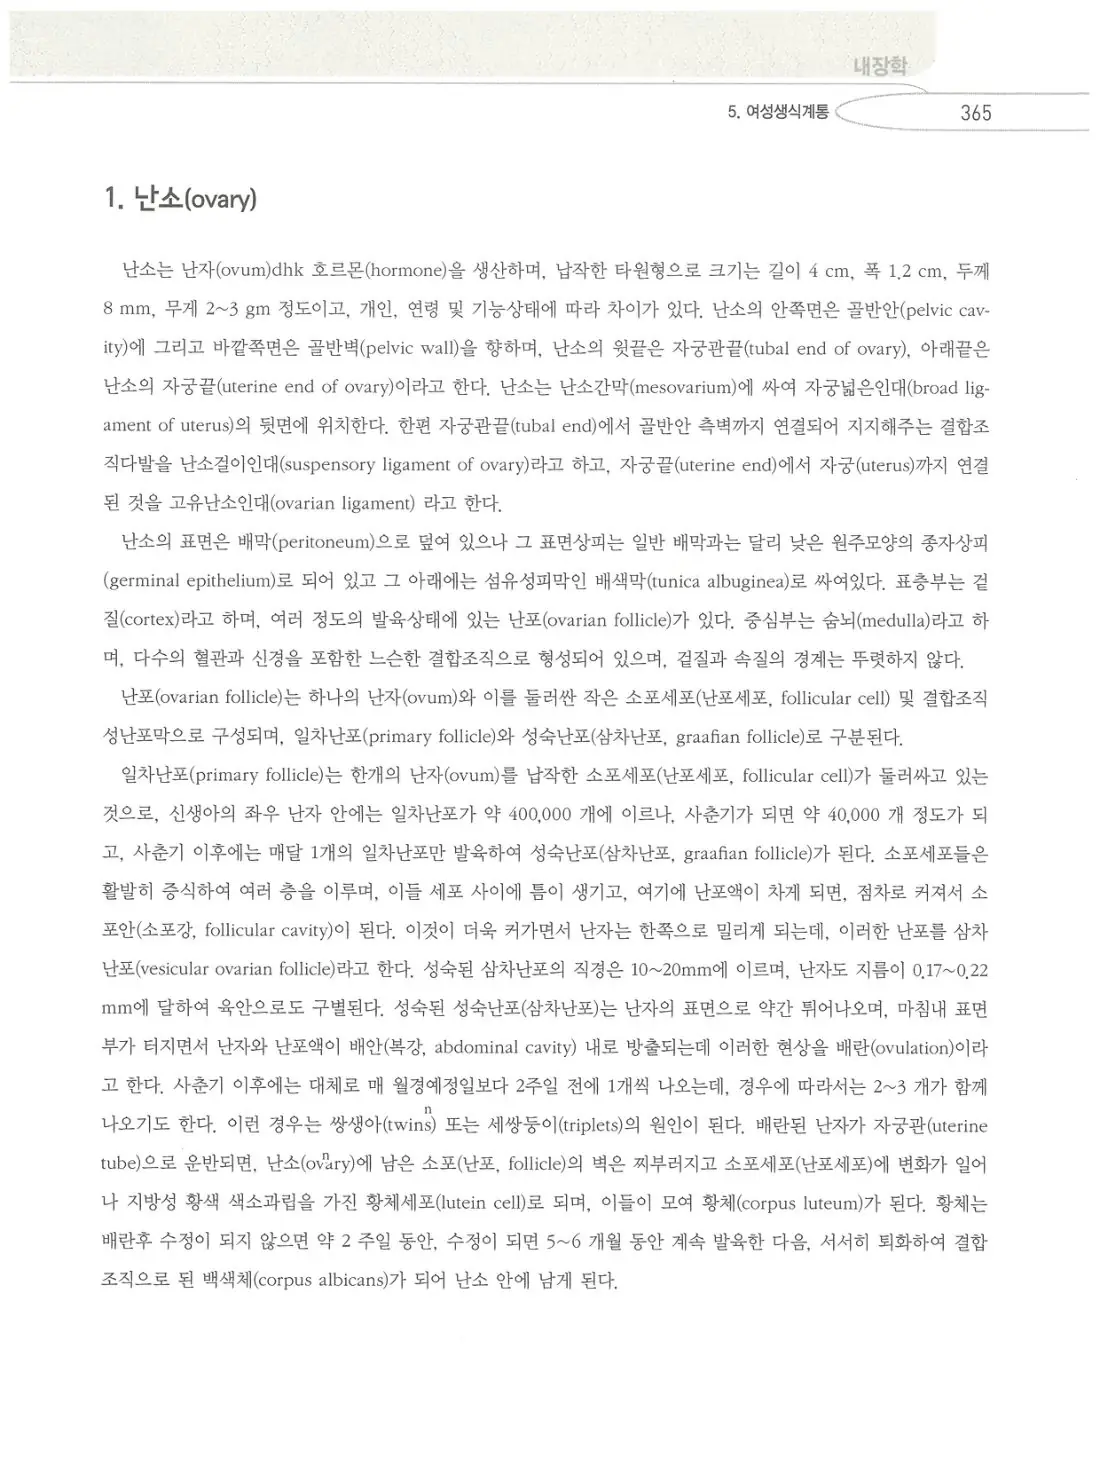 내장학
5. 여성생식계통
365
1. 난소(ovary)
난소는 난자(ovum)dhk 호르몬(hormone)을 생산하며, 납작한 타원형으로 크기는 길이 4 cm, 폭 1.2 cm, 두께
8 mm, 무게 2~3 gm 정도이고, 개인, 연령 및 기능상태에 따라 차이가 있다. 난소의 안쪽면은 골반안(pelvic cav-
ity)에 그리고 바깥쪽면은 골반벽(pelvic wall)을 향하며, 난소의 윗끝은 자궁관끝(tubal end of ovary), 아래끝은
난소의 자궁끝(uterine end of ovary)이라고 한다. 난소는 난소간막(mesovarium)에 싸여 자궁넓은인대(broad lig-
ament of uterus)의 뒷면에 위치한다. 한편 자궁관끝(tubal end)에서 골반안 측벽까지 연결되어 지지해주는 결합조
직다발을 난소걸이인대(suspensory ligament of ovary)라고 하고, 자궁끝(uterine end)에서 자궁(uterus)까지 연결
된 것을 고유난소인대(ovarian ligament) 라고 한다.
난소의 표면은 배막(peritoneum)으로 덮여 있으나 그 표면상피는 일반 배막과는 달리 낮은 원주모양의 종자상피
(germinal epithelium)로 되어 있고 그 아래에는 섬유성피막인 배색막(tunica albuginea)로 싸여있다. 표층부는 겉
질(cortex)라고 하며, 여러 정도의 발육상태에 있는 난포(ovarian follicle)가 있다. 중심부는 숨뇌(medulla)라고 하
며, 다수의 혈관과 신경을 포함한 느슨한 결합조직으로 형성되어 있으며, 겉질과 속질의 경계는 뚜렷하지 않다.
난포(ovarian follicle)는 하나의 난자(ovum)와 이를 둘러싼 작은 소포세포(난포세포, follicular cell) 및 결합조직
성난포막으로 구성되며, 일차난포(primary follicle)와 성숙난포(삼차난포, graafian follicle)로 구분된다.
일차난포(primary follicle)는 한개의 난자(ovum)를 납작한 소포세포(난포세포, follicular cell)가 둘러싸고 있는
것으로, 신생아의 좌우 난자 안에는 일차난포가 약 400,000 개에 이르나, 사춘기가 되면 약 40,000 개 정도가 되
고, 사춘기 이후에는 매달 1개의 일차난포만 발육하여 성숙난포(삼차난포, graafian follicle)가 된다. 소포세포들은
활발히 증식하여 여러 층을 이루며, 이들 세포 사이에 틈이 생기고, 여기에 난포액이 차게 되면, 점차로 커져서 소
포안(소포강, follicular cavity)이 된다. 이것이 더욱 커가면서 난자는 한쪽으로 밀리게 되는데, 이러한 난포를 삼차
난포(vesicular ovarian follicle)라고 한다. 성숙된 삼차난포의 직경은 10~20mm에 이르며, 난자도 지름이 0.17~0.22
mm에 달하여 육안으로도 구별된다. 성숙된 성숙난포(삼차난포)는 난자의 표면으로 약간 튀어나오며, 마침내 표면
부가 터지면서 난자와 난포액이 배안(복강, abdominal cavity) 내로 방출되는데 이러한 현상을 배란(ovulation)이라
고 한다. 사춘기 이후에는 대체로 매 월경예정일보다 2주일 전에 1개씩 나오는데, 경우에 따라서는 2~3 개가 함께
n
나오기도 한다. 이런 경우는 쌍생아(twins) 또는 세쌍둥이(triplets)의 원인이 된다. 배란된 난자가 자궁관(uterine
n
tube)으로 운반되면, 난소(ovary)에 남은 소포(난포, follicle)의 벽은 찌부러지고 소포세포(난포세포)에 변화가 일어
나 지방성 황색 색소과립을 가진 황체세포(lutein cell)로 되며, 이들이 모여 황체(corpus luteum)가 된다. 황체는
배란후 수정이 되지 않으면 약 2 주일 동안, 수정이 되면 5~6 개월 동안 계속 발육한 다음, 서서히 퇴화하여 결합
조직으로 된 백색체(corpus albicans)가 되어 난소 안에 남게 된다.